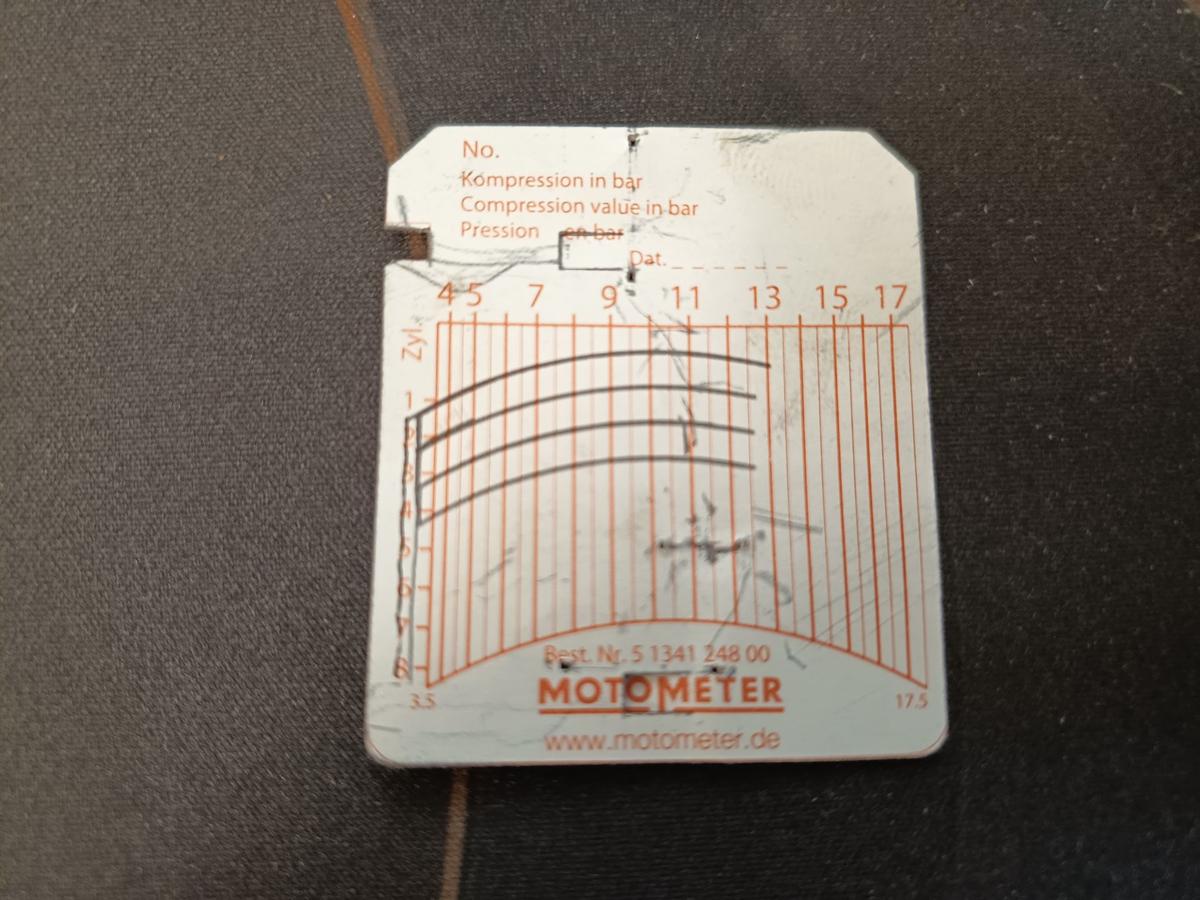 No.
Kompression in bar
Compression value in bar
Pression en bar
Dat.
4 5 7 9 11 13 15 17
Zyl.
1
2
3
4
5
6
7
8
3.5 17.5
Best. Nr. 5 1341 248 00
MOTOMETER
www.motometer.de